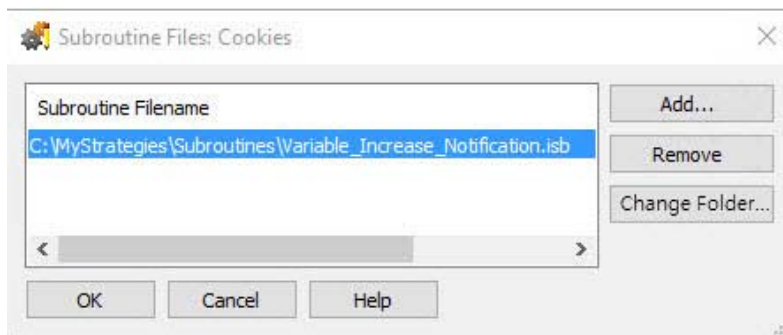 Subroutine Files: Cookies
Subroutine Filename
C:\MyStrategies\Subroutines\Variable_Increase_Notification.isb
Add...
Remove
Change Folder...
OK
Cancel
Help